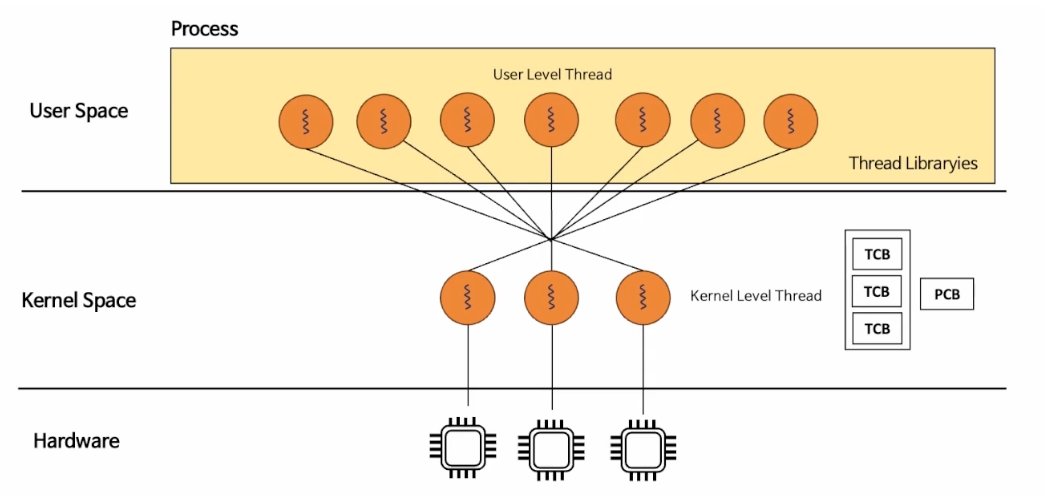 Process
User Level Thread
User Space
Thread Libraryies
TCB
Kernel Space
Kernel Level Thread
TCB
PCB
TCB
Hardware